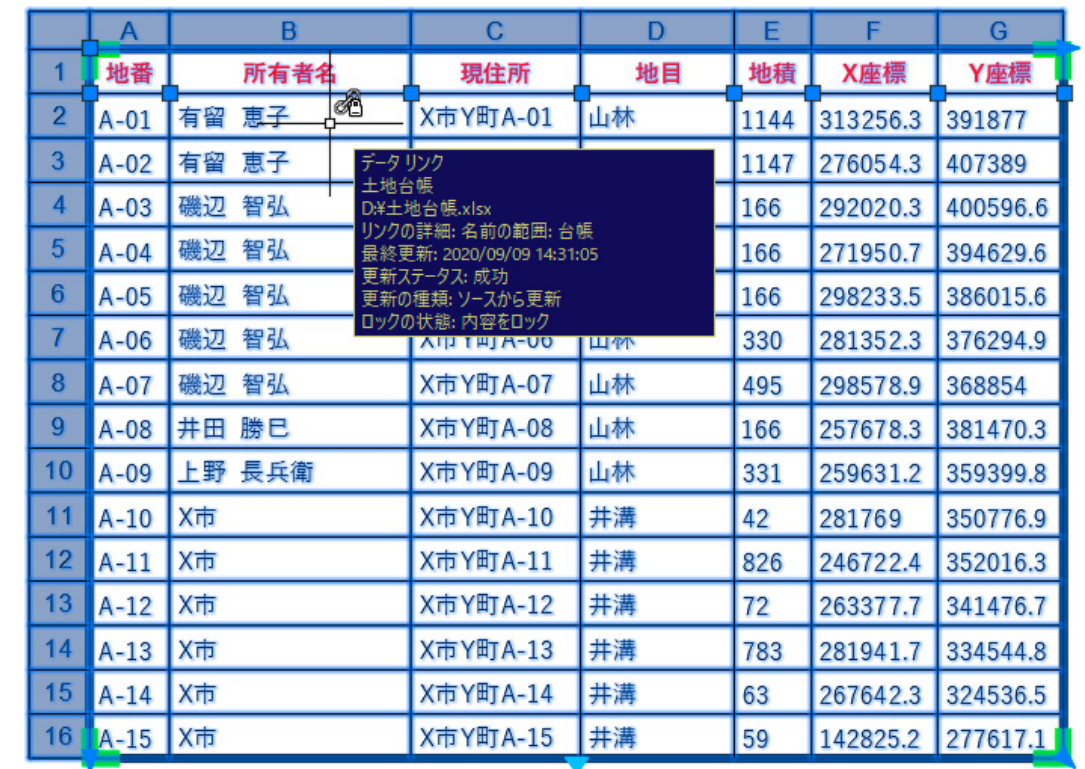 A B C D E F G
1 地番 所有者名 現住所 地目 地積 X座標 Y座標
2 A-01 有留 恵子 X市Y町A-01 山林 1144 313256.3 391877
3 A-02 有留 恵子 1147 276054.3 407389
データ リンク
土地台帳
D:¥土地台帳.xlsx
リンクの詳細: 名前の範囲: 台帳
最終更新: 2020/09/09 14:31:05
更新ステータス: 成功
更新の種類: ソースから更新
ロックの状態: 内容をロック
4 A-03 磯辺 智弘 166 292020.3 400596.6
5 A-04 磯辺 智弘 166 271950.7 394629.6
6 A-05 磯辺 智弘 166 298233.5 386015.6
7 A-06 磯辺 智弘 X市Y町A-06 山林 330 281352.3 376294.9
8 A-07 磯辺 智弘 X市Y町A-07 山林 495 298578.9 368854
9 A-08 井田 勝巳 X市Y町A-08 山林 166 257678.3 381470.3
10 A-09 上野 長兵衛 X市Y町A-09 山林 331 259631.2 359399.8
11 A-10 X市 X市Y町A-10 井溝 42 281769 350776.9
12 A-11 X市 X市Y町A-11 井溝 826 246722.4 352016.3
13 A-12 X市 X市Y町A-12 井溝 72 263377.7 341476.7
14 A-13 X市 X市Y町A-13 井溝 783 281941.7 334544.8
15 A-14 X市 X市Y町A-14 井溝 63 267642.3 324536.5
16 A-15 X市 X市Y町A-15 井溝 59 142825.2 277617.1